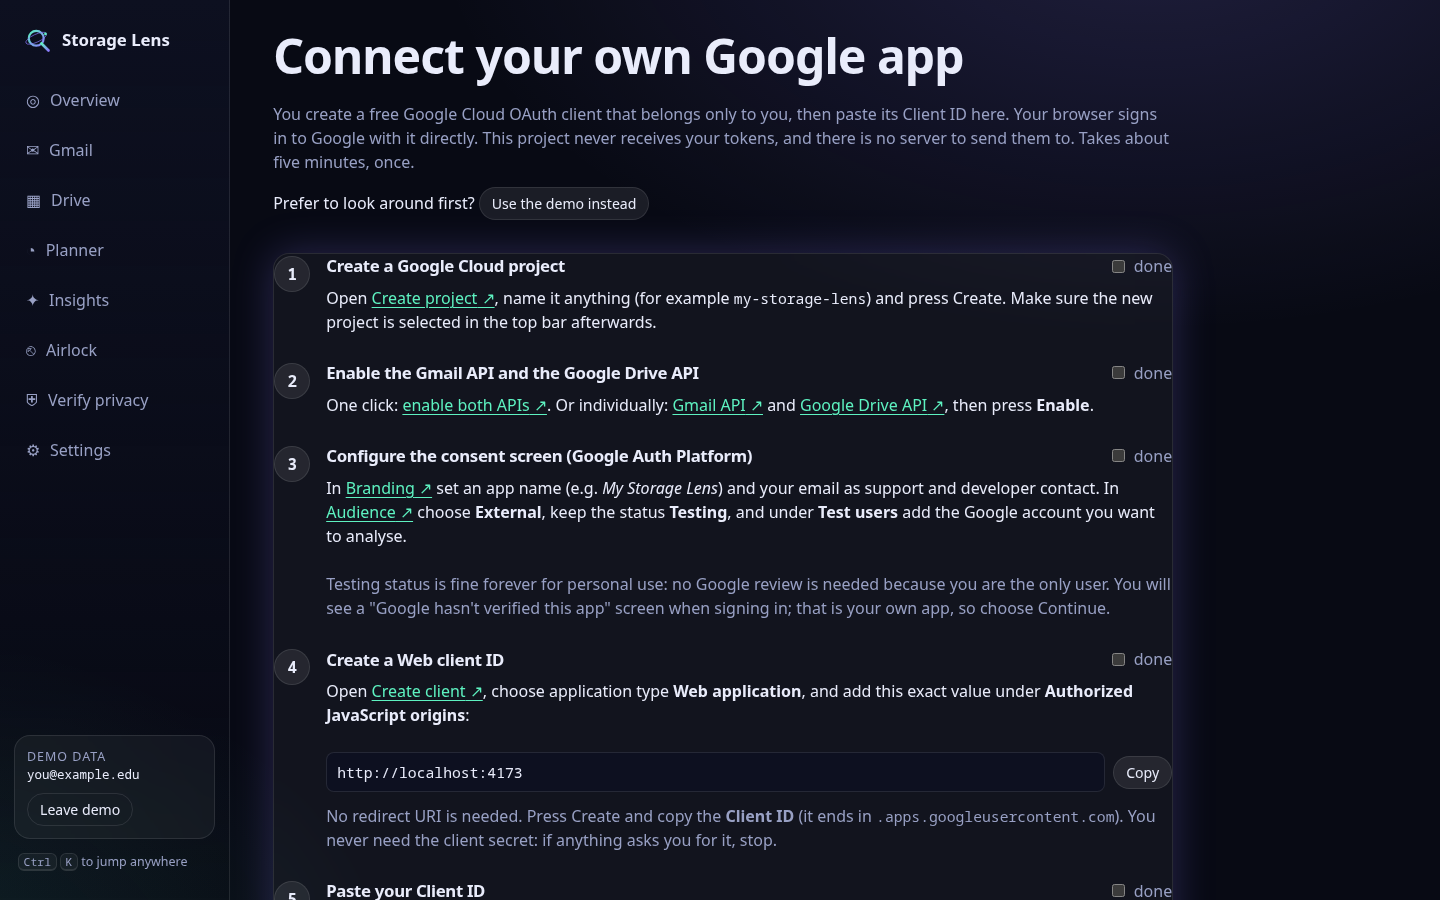 Storage Lens
Overview
Gmail
Drive
Planner
Insights
Airlock
Verify privacy
Settings
DEMO DATA
you@example.edu
Leave demo
Ctrl K to jump anywhere
Connect your own Google app
You create a free Google Cloud OAuth client that belongs only to you, then paste its Client ID here. Your browser signs
in to Google with it directly. This project never receives your tokens, and there is no server to send them to. Takes about
five minutes, once.
Prefer to look around first? Use the demo instead
1 Create a Google Cloud project done
Open Create project ↗, name it anything (for example my-storage-lens) and press Create. Make sure the new
project is selected in the top bar afterwards.
2 Enable the Gmail API and the Google Drive API done
One click: enable both APIs ↗. Or individually: Gmail API ↗ and Google Drive API ↗, then press Enable.
3 Configure the consent screen (Google Auth Platform) done
In Branding ↗ set an app name (e.g. My Storage Lens) and your email as support and developer contact. In
Audience ↗ choose External, keep the status Testing, and under Test users add the Google account you want
to analyse.
Testing status is fine forever for personal use: no Google review is needed because you are the only user. You will
see a "Google hasn't verified this app" screen when signing in; that is your own app, so choose Continue.
4 Create a Web client ID done
Open Create client ↗, choose application type Web application, and add this exact value under Authorized
JavaScript origins:
http://localhost:4173 Copy
No redirect URI is needed. Press Create and copy the Client ID (it ends in .apps.googleusercontent.com). You
never need the client secret: if anything asks you for it, stop.
5 Paste your Client ID done